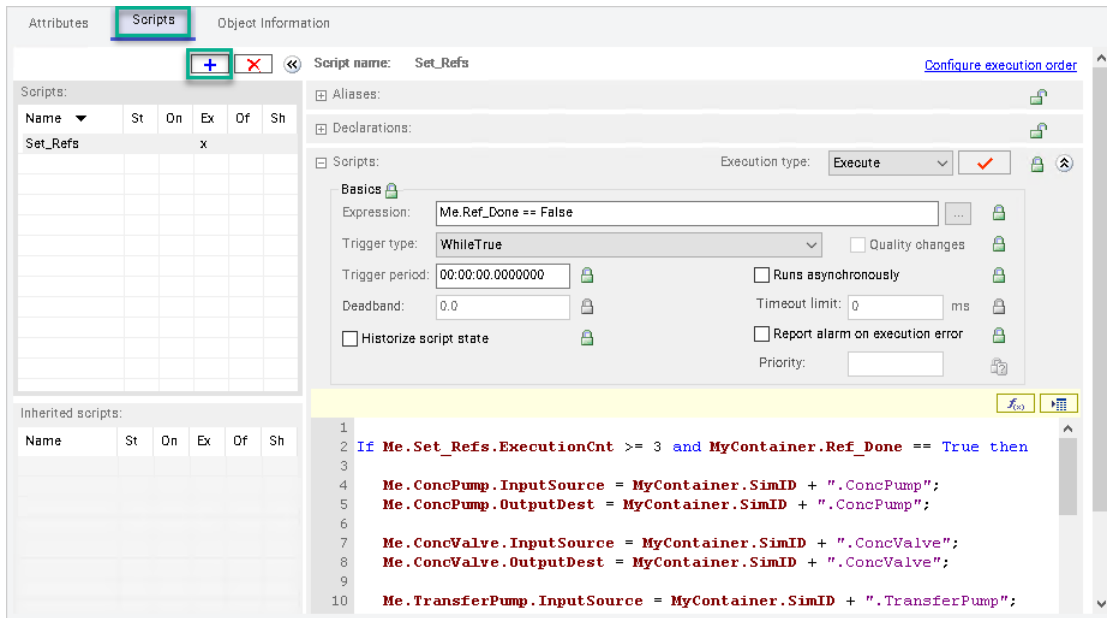 Attributes Scripts Object Information
+ Script name: Set_Refs Configure execution order
Scripts:
Name St On Ex Of Sh
Set_Refs x
Inherited scripts:
Name St On Ex Of Sh
Aliases:
Declarations:
Scripts: Execution type: Execute
Basics
Expression: Me.Ref_Done == False ...
Trigger type: WhileTrue Quality changes
Trigger period: 00:00:00.0000000 Runs asynchronously
Deadband: 0.0 Timeout limit: 0 ms
Historize script state Report alarm on execution error
Priority:
f(x)
1
2 If Me.Set_Refs.ExecutionCnt >= 3 and MyContainer.Ref_Done == True then
3
4 Me.ConcPump.InputSource = MyContainer.SimID + ".ConcPump";
5 Me.ConcPump.OutputDest = MyContainer.SimID + ".ConcPump";
6
7 Me.ConcValve.InputSource = MyContainer.SimID + ".ConcValve";
8 Me.ConcValve.OutputDest = MyContainer.SimID + ".ConcValve";
9
10 Me.TransferPump.InputSource = MyContainer.SimID + ".TransferPump";